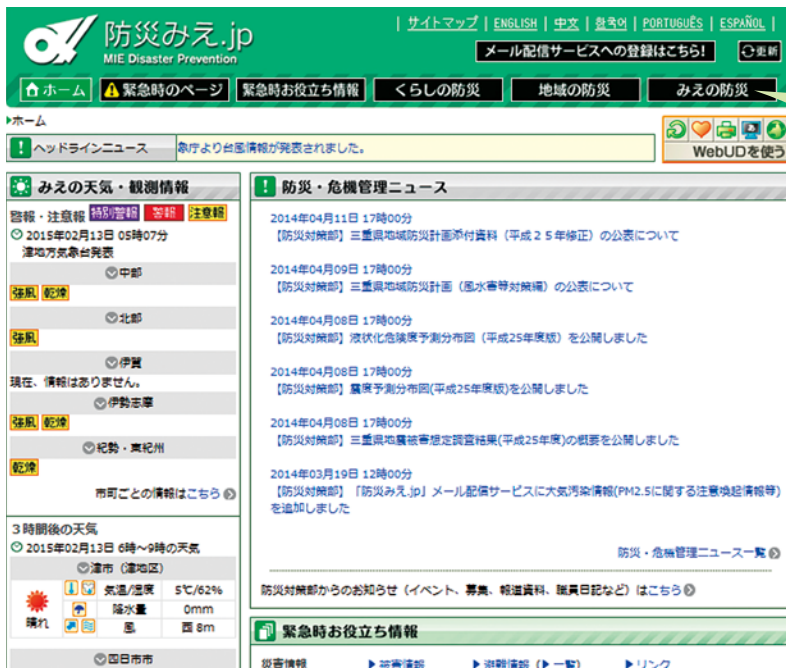 防災みえ.jp
MIE Disaster Prevention
| サイトマップ | ENGLISH | 中文 | 한국어 | PORTUGUÊS | ESPAÑOL |
メール配信サービスへの登録はこちら!
更新
ホーム
緊急時のページ
緊急時お役立ち情報
くらしの防災
地域の防災
みえの防災
ホーム
ヘッドラインニュース
象庁より台風情報が発表されました。
WebUDを使う
みえの天気・観測情報
警報・注意報 特別警報 警報 注意報
2015年02月13日 05時07分
津地方気象台発表
中部
強風 乾燥
北部
強風
伊賀
現在、情報はありません。
伊勢志摩
強風 乾燥
紀勢・東紀州
乾燥
市町ごとの情報はこちら
3時間後の天気
2015年02月13日 6時~9時の天気
津市(津地区)
晴れ
気温/湿度 5℃/62%
降水量 0mm
風 西 8m
四日市市
防災・危機管理ニュース
2014年04月11日 17時00分
【防災対策部】三重県地域防災計画添付資料(平成25年修正)の公表について
2014年04月09日 17時00分
【防災対策部】三重県地域防災計画(風水害等対策編)の公表について
2014年04月08日 17時00分
【防災対策部】液状化危険度予測分布図(平成25年度版)を公開しました
2014年04月08日 17時00分
【防災対策部】震度予測分布図(平成25年度版)を公開しました
2014年04月08日 17時00分
【防災対策部】三重県地震被害想定調査結果(平成25年度)の概要を公開しました
2014年03月19日 12時00分
【防災対策部】「防災みえ.jp」メール配信サービスに大気汚染情報(PM2.5に関する注意喚起情報等)
を追加しました
防災・危機管理ニュース一覧
防災対策部からのお知らせ(イベント、募集、報道資料、職員日記など)はこちら
緊急時お役立ち情報
災害情報
被害情報
避難情報(一覧)
リンク